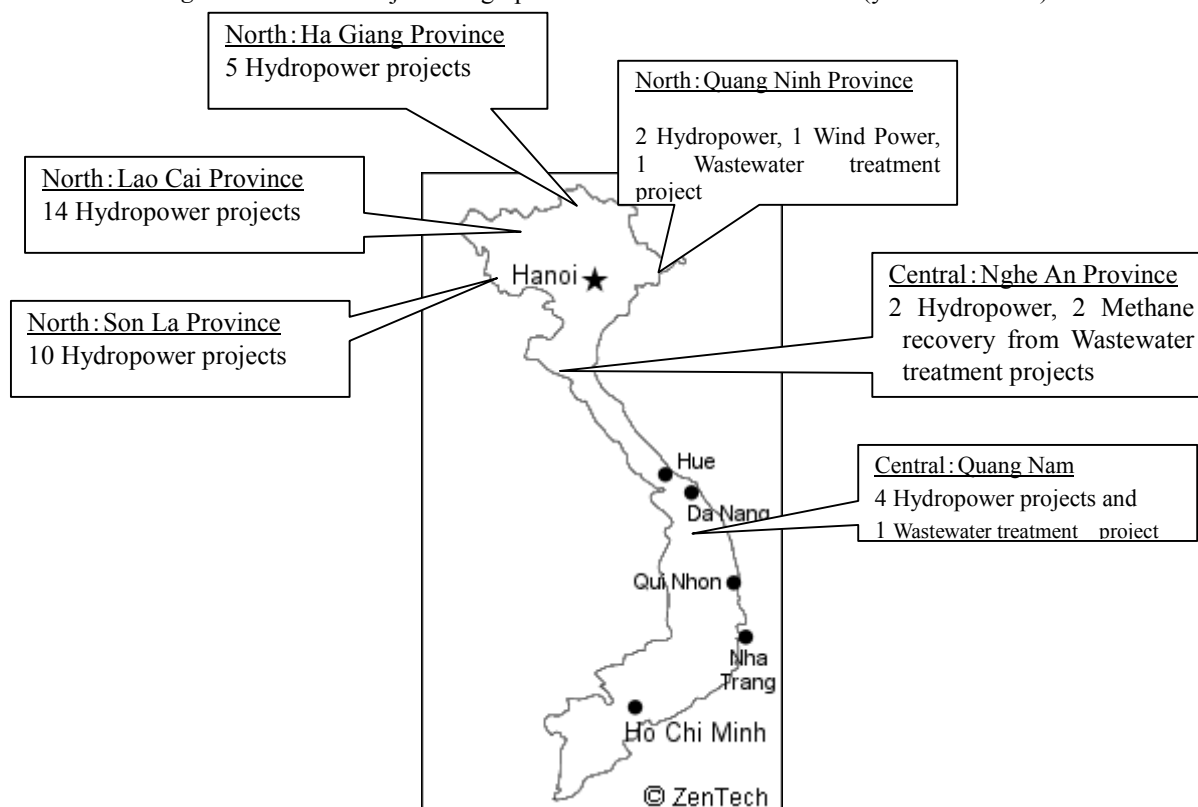 North: Ha Giang Province
5 Hydropower projects
North: Quang Ninh Province
2 Hydropower, 1 Wind Power,
1 Wastewater treatment
project
North: Lao Cai Province
14 Hydropower projects
Hanoi
Central: Nghe An Province
2 Hydropower, 2 Methane
recovery from Wastewater
treatment projects
North: Son La Province
10 Hydropower projects
Hue
Da Nang
Central: Quang Nam
4 Hydropower projects and
1 Wastewater treatment project
Qui Nhon
Nha
Trang
Ho Chi Minh
© ZenTech